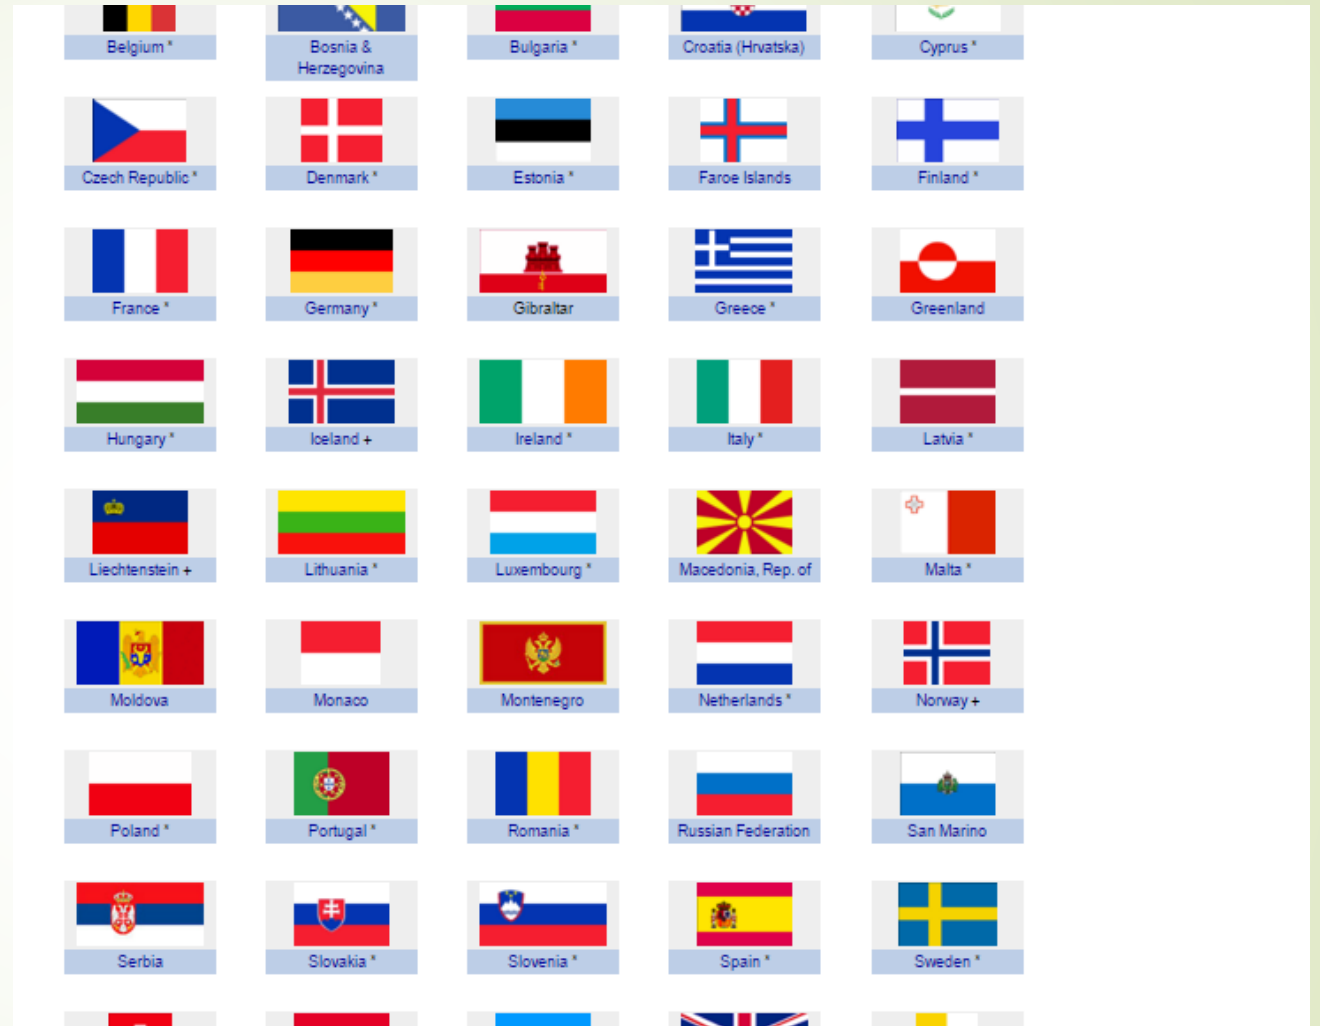 Belgium *
Bosnia &
Herzegovina
Bulgaria *
Croatia (Hrvatska)
Cyprus *
Czech Republic *
Denmark *
Estonia *
Faroe Islands
Finland *
France *
Germany *
Gibraltar
Greece *
Greenland
Hungary *
Iceland +
Ireland *
Italy *
Latvia *
Liechtenstein +
Lithuania *
Luxembourg *
Macedonia, Rep. of
Malta *
Moldova
Monaco
Montenegro
Netherlands *
Norway +
Poland *
Portugal *
Romania *
Russian Federation
San Marino
Serbia
Slovakia *
Slovenia *
Spain *
Sweden *